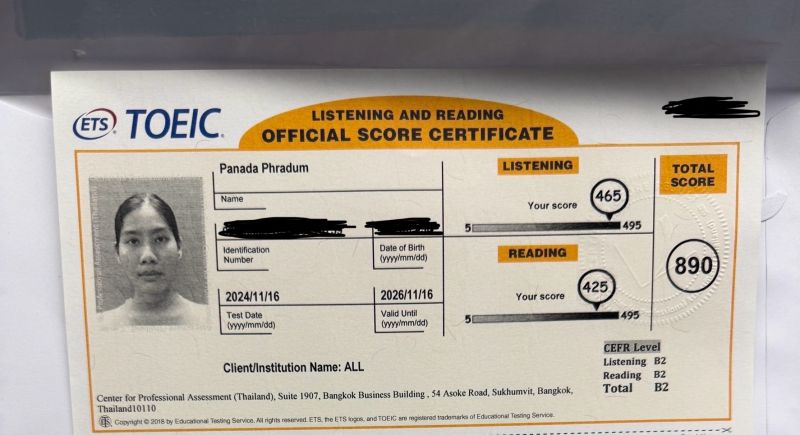 ETS TOEIC
LISTENING AND READING
OFFICIAL SCORE CERTIFICATE
Panada Phradum
Name
Identification
Number
Date of Birth
(yyyy/mm/dd)
2024/11/16
Test Date
(yyyy/mm/dd)
2026/11/16
Valid Until
(yyyy/mm/dd)
LISTENING
Your score
465
5
495
READING
Your score
425
5
495
TOTAL
SCORE
890
Client/Institution Name: ALL
CEFR Level
Listening B2
Reading B2
Total B2
Center for Professional Assessment (Thailand), Suite 1907, Bangkok Business Building , 54 Asoke Road, Sukhumvit, Bangkok,
Thailand10110
ETS Copyright © 2018 by Educational Testing Service. All rights reserved. ETS, the ETS logos, and TOEIC are registered trademarks of Educational Testing Service.